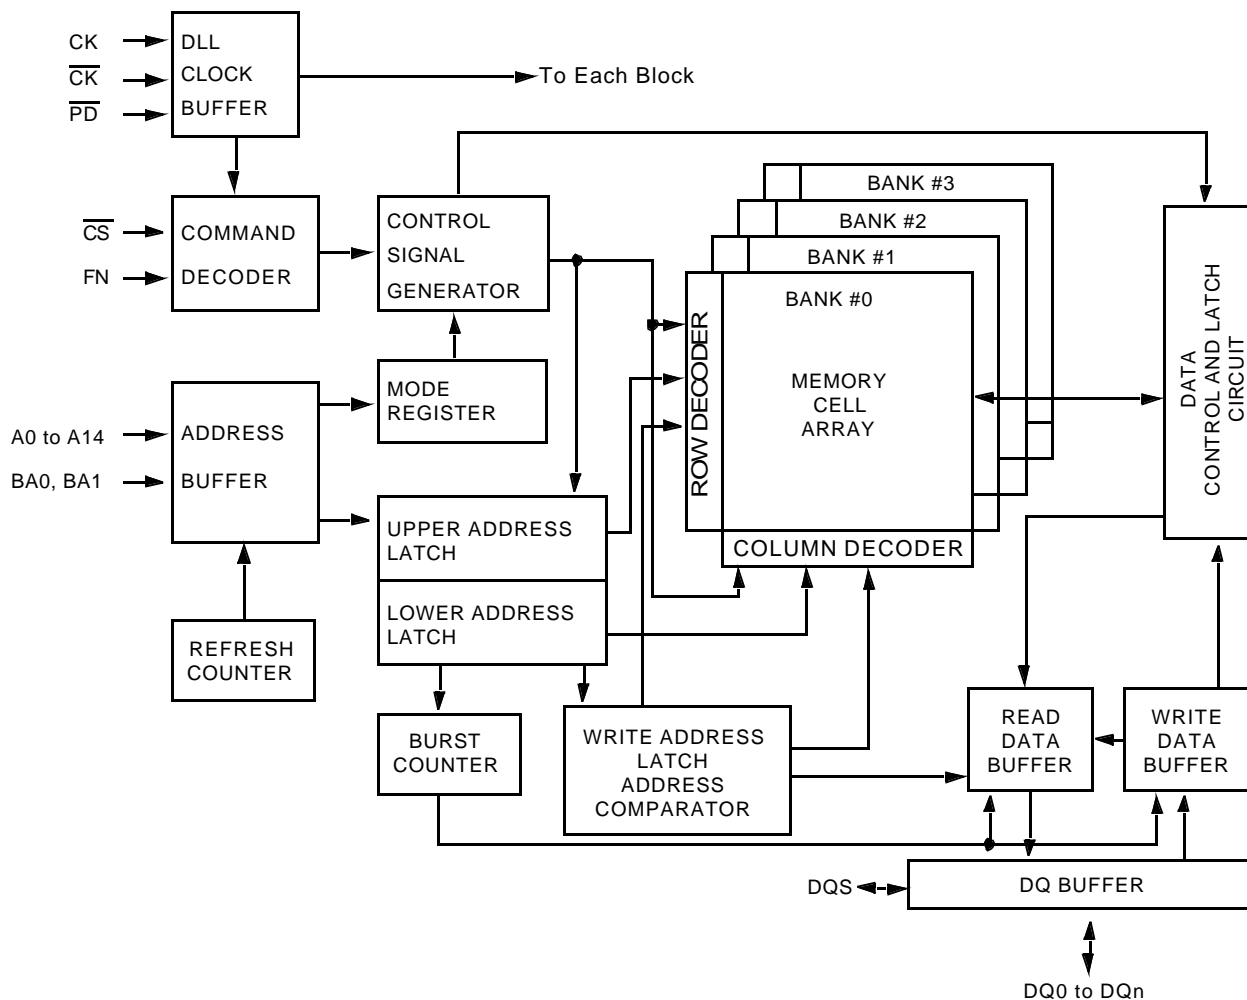 CK
DLL
CK
CLOCK
PD
BUFFER
To Each Block
CS
COMMAND
FN
DECODER
CONTROL
SIGNAL
GENERATOR
BANK #3
BANK #2
BANK #1
BANK #0
ROW DECODER
MEMORY
CELL
ARRAY
COLUMN DECODER
DATA
CONTROL AND LATCH
CIRCUIT
MODE
REGISTER
A0 to A14
ADDRESS
BA0, BA1
BUFFER
UPPER ADDRESS
LATCH
LOWER ADDRESS
LATCH
REFRESH
COUNTER
BURST
COUNTER
WRITE ADDRESS
LATCH
ADDRESS
COMPARATOR
READ
DATA
BUFFER
WRITE
DATA
BUFFER
DQS
DQ BUFFER
DQ0 to DQn